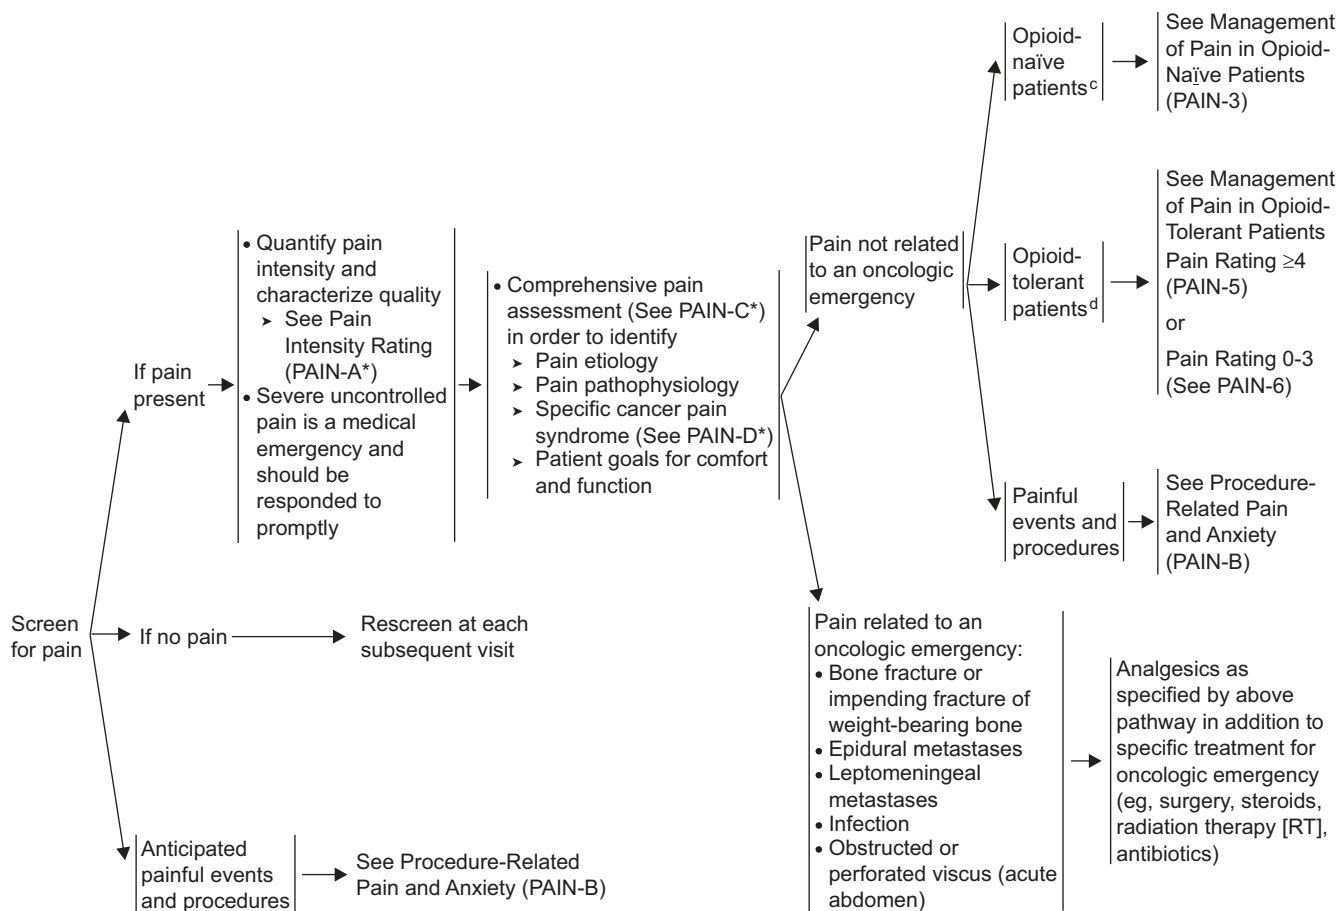 Screen
for pain
If pain
present
• Quantify pain
intensity and
characterize quality
➤ See Pain
Intensity Rating
(PAIN-A*)
• Severe uncontrolled
pain is a medical
emergency and
should be
responded to
promptly
• Comprehensive pain
assessment (See PAIN-C*)
in order to identify
➤ Pain etiology
➤ Pain pathophysiology
➤ Specific cancer pain
syndrome (See PAIN-D*)
➤ Patient goals for comfort
and function
Pain not related
to an oncologic
emergency
Opioid-
naïve
patientsᶜ
See Management
of Pain in Opioid-
Naïve Patients
(PAIN-3)
Opioid-
tolerant
patientsᵈ
See Management
of Pain in Opioid-
Tolerant Patients
Pain Rating ≥4
(PAIN-5)
or
Pain Rating 0-3
(See PAIN-6)
Painful
events and
procedures
See Procedure-
Related Pain
and Anxiety
(PAIN-B)
Pain related to an
oncologic emergency:
• Bone fracture or
impending fracture of
weight-bearing bone
• Epidural metastases
• Leptomeningeal
metastases
• Infection
• Obstructed or
perforated viscus (acute
abdomen)
Analgesics as
specified by above
pathway in addition to
specific treatment for
oncologic emergency
(eg, surgery, steroids,
radiation therapy [RT],
antibiotics)
If no pain
Rescreen at each
subsequent visit
Anticipated
painful events
and procedures
See Procedure-Related
Pain and Anxiety (PAIN-B)